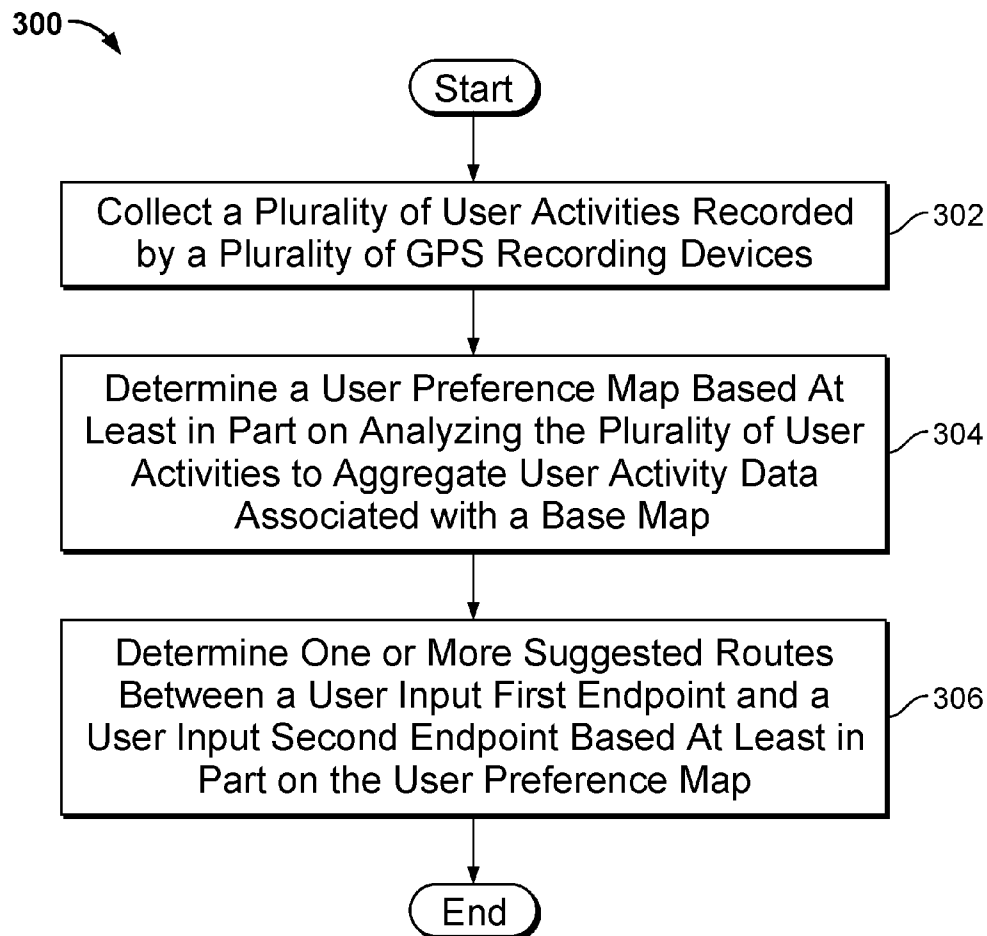 300
Start
Collect a Plurality of User Activities Recorded
by a Plurality of GPS Recording Devices
302
Determine a User Preference Map Based At
Least in Part on Analyzing the Plurality of User
Activities to Aggregate User Activity Data
Associated with a Base Map
304
Determine One or More Suggested Routes
Between a User Input First Endpoint and a
User Input Second Endpoint Based At Least in
Part on the User Preference Map
306
End